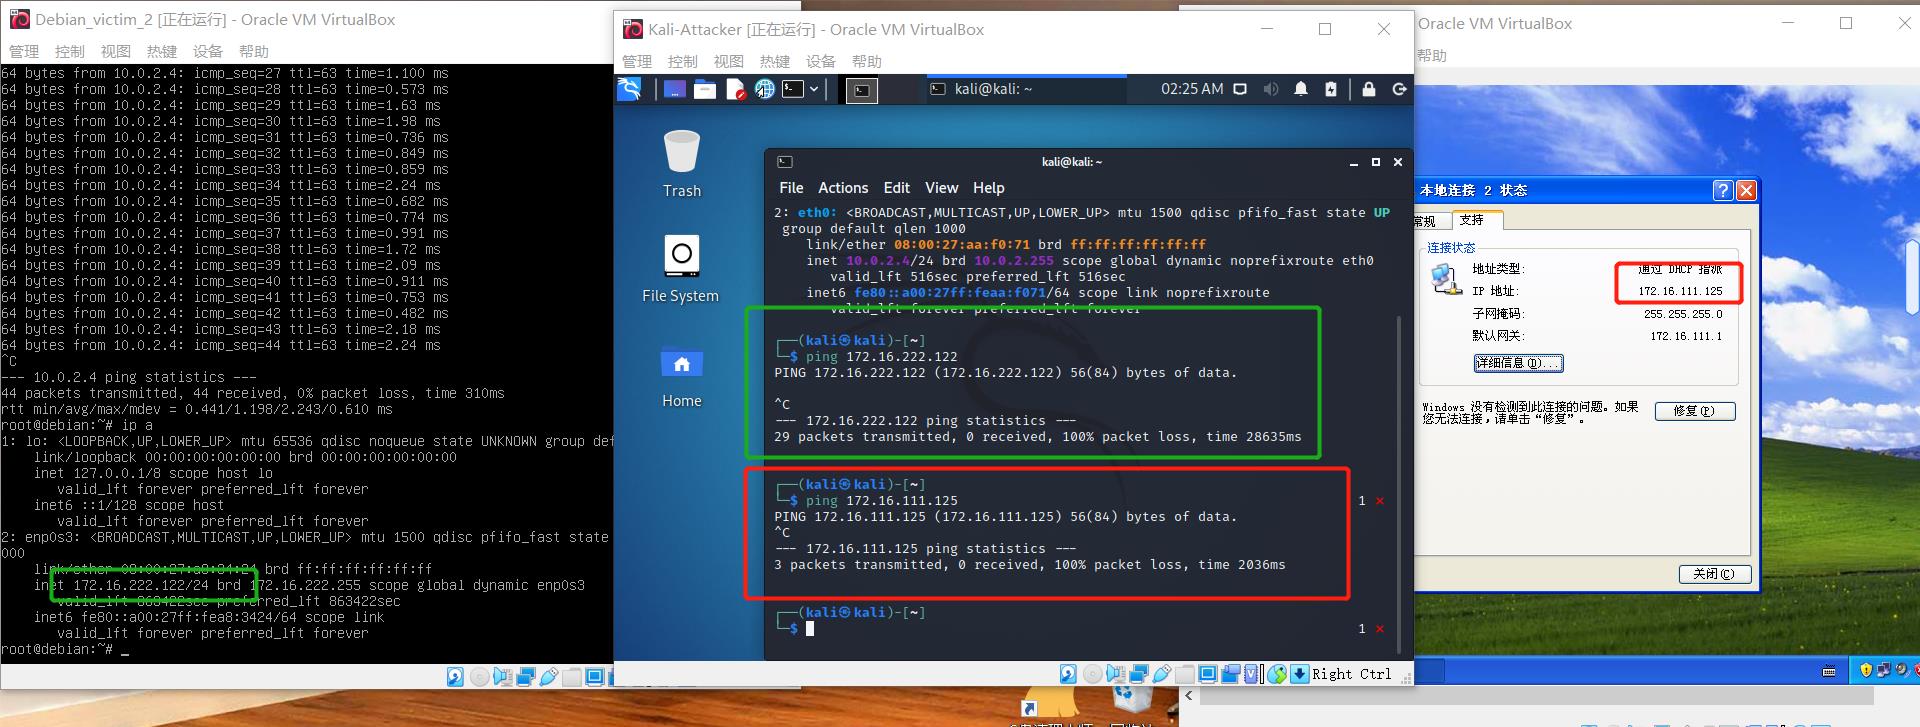 Debian_victim_2 [正在运行] - Oracle VM VirtualBox
管理 控制 视图 热键 设备 帮助
64 bytes from 10.0.2.4: icmp_seq=27 ttl=63 time=1.100 ms
64 bytes from 10.0.2.4: icmp_seq=28 ttl=63 time=0.573 ms
64 bytes from 10.0.2.4: icmp_seq=29 ttl=63 time=1.63 ms
64 bytes from 10.0.2.4: icmp_seq=30 ttl=63 time=1.98 ms
64 bytes from 10.0.2.4: icmp_seq=31 ttl=63 time=0.736 ms
64 bytes from 10.0.2.4: icmp_seq=32 ttl=63 time=0.849 ms
64 bytes from 10.0.2.4: icmp_seq=33 ttl=63 time=0.859 ms
64 bytes from 10.0.2.4: icmp_seq=34 ttl=63 time=2.24 ms
64 bytes from 10.0.2.4: icmp_seq=35 ttl=63 time=0.682 ms
64 bytes from 10.0.2.4: icmp_seq=36 ttl=63 time=0.774 ms
64 bytes from 10.0.2.4: icmp_seq=37 ttl=63 time=0.991 ms
64 bytes from 10.0.2.4: icmp_seq=38 ttl=63 time=1.72 ms
64 bytes from 10.0.2.4: icmp_seq=39 ttl=63 time=2.09 ms
64 bytes from 10.0.2.4: icmp_seq=40 ttl=63 time=0.911 ms
64 bytes from 10.0.2.4: icmp_seq=41 ttl=63 time=0.753 ms
64 bytes from 10.0.2.4: icmp_seq=42 ttl=63 time=0.482 ms
64 bytes from 10.0.2.4: icmp_seq=43 ttl=63 time=2.18 ms
64 bytes from 10.0.2.4: icmp_seq=44 ttl=63 time=2.24 ms
^C
--- 10.0.2.4 ping statistics ---
44 packets transmitted, 44 received, 0% packet loss, time 310ms
rtt min/avg/max/mdev = 0.441/1.198/2.243/0.610 ms
root@debian:~# ip a
1: lo: <LOOPBACK,UP,LOWER_UP> mtu 65536 qdisc noqueue state UNKNOWN group def
link/loopback 00:00:00:00:00:00 brd 00:00:00:00:00:00
inet 127.0.0.1/8 scope host lo
valid_lft forever preferred_lft forever
inet6 ::1/128 scope host
valid_lft forever preferred_lft forever
2: enp0s3: <BROADCAST,MULTICAST,UP,LOWER_UP> mtu 1500 qdisc pfifo_fast state
000
link/ether 08:00:27:a8:34:24 brd ff:ff:ff:ff:ff:ff
inet 172.16.222.122/24 brd 172.16.222.255 scope global dynamic enp0s3
valid_lft 863422sec preferred_lft 863422sec
inet6 fe80::a00:27ff:fea8:3424/64 scope link
valid_lft forever preferred_lft forever
root@debian:~# _
Kali-Attacker [正在运行] - Oracle VM VirtualBox
管理 控制 视图 热键 设备 帮助
kali@kali: ~
02:25 AM
Trash
File System
Home
kali@kali: ~
File Actions Edit View Help
2: eth0: <BROADCAST,MULTICAST,UP,LOWER_UP> mtu 1500 qdisc pfifo_fast state UP
group default qlen 1000
link/ether 08:00:27:aa:f0:71 brd ff:ff:ff:ff:ff:ff
inet 10.0.2.4/24 brd 10.0.2.255 scope global dynamic noprefixroute eth0
valid_lft 516sec preferred_lft 516sec
inet6 fe80::a00:27ff:feaa:f071/64 scope link noprefixroute
valid_lft forever preferred_lft forever
┌──(kali㉿kali)-[~]
└─$ ping 172.16.222.122
PING 172.16.222.122 (172.16.222.122) 56(84) bytes of data.
^C
--- 172.16.222.122 ping statistics ---
29 packets transmitted, 0 received, 100% packet loss, time 28635ms
┌──(kali㉿kali)-[~]
└─$ ping 172.16.111.125 1 ⨯
PING 172.16.111.125 (172.16.111.125) 56(84) bytes of data.
^C
--- 172.16.111.125 ping statistics ---
3 packets transmitted, 0 received, 100% packet loss, time 2036ms
┌──(kali㉿kali)-[~]
└─$ 1 ⨯
Right Ctrl
Oracle VM VirtualBox
帮助
本地连接 2 状态
常规 支持
连接状态
地址类型: 通过 DHCP 指派
IP 地址: 172.16.111.125
子网掩码: 255.255.255.0
默认网关: 172.16.111.1
详细信息(D)...
Windows 没有检测到此连接的问题。如果
您无法连接，请单击“修复”。
修复(P)
关闭(C)